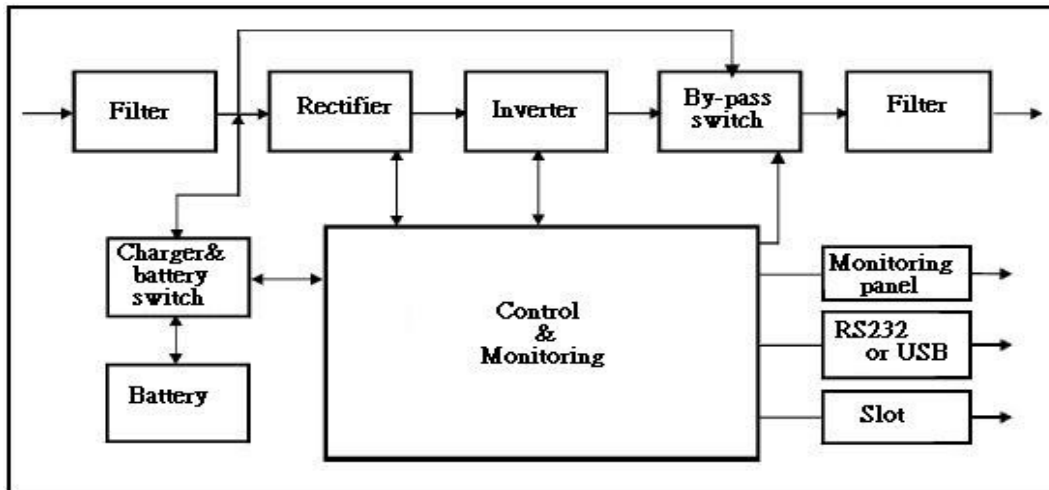 Filter
Rectifier
Inverter
By-pass
switch
Filter
Charger&
battery
switch
Control
&
Monitoring
Monitoring
panel
RS232
or USB
Battery
Slot